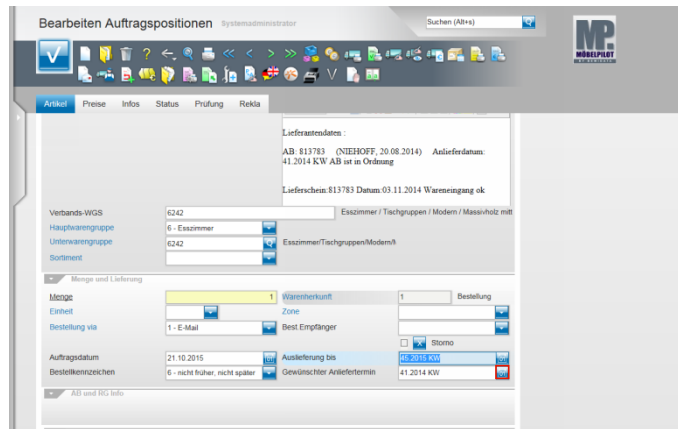 Bearbeiten Auftragspositionen Systemadministrator
Suchen (Alt+s)
MP
MÖBELPILOT
Artikel Preise Infos Status Prüfung Rekla
Lieferantendaten :
AB: 813783 (NIEHOFF, 20.08.2014) Anlieferdatum:
41.2014 KW AB ist in Ordnung
Lieferschein:813783 Datum:03.11.2014 Wareneingang ok
Verbands-WGS 6242 Esszimmer / Tischgruppen / Modern / Massivholz mitt
Hauptwarengruppe 6 - Esszimmer
Unterwarengruppe 6242 Esszimmer/Tischgruppen/Modern/
Sortiment
Menge und Lieferung
Menge 1 Warenherkunft 1 Bestellung
Einheit Zone
Bestellung via 1 - E-Mail Best.Empfänger
X Storno
Auftragsdatum 21.10.2015 Auslieferung bis 45.2015 KW
Bestellkennzeichen 6 - nicht früher, nicht später Gewünschter Anliefertermin 41.2014 KW
AB und RG Info